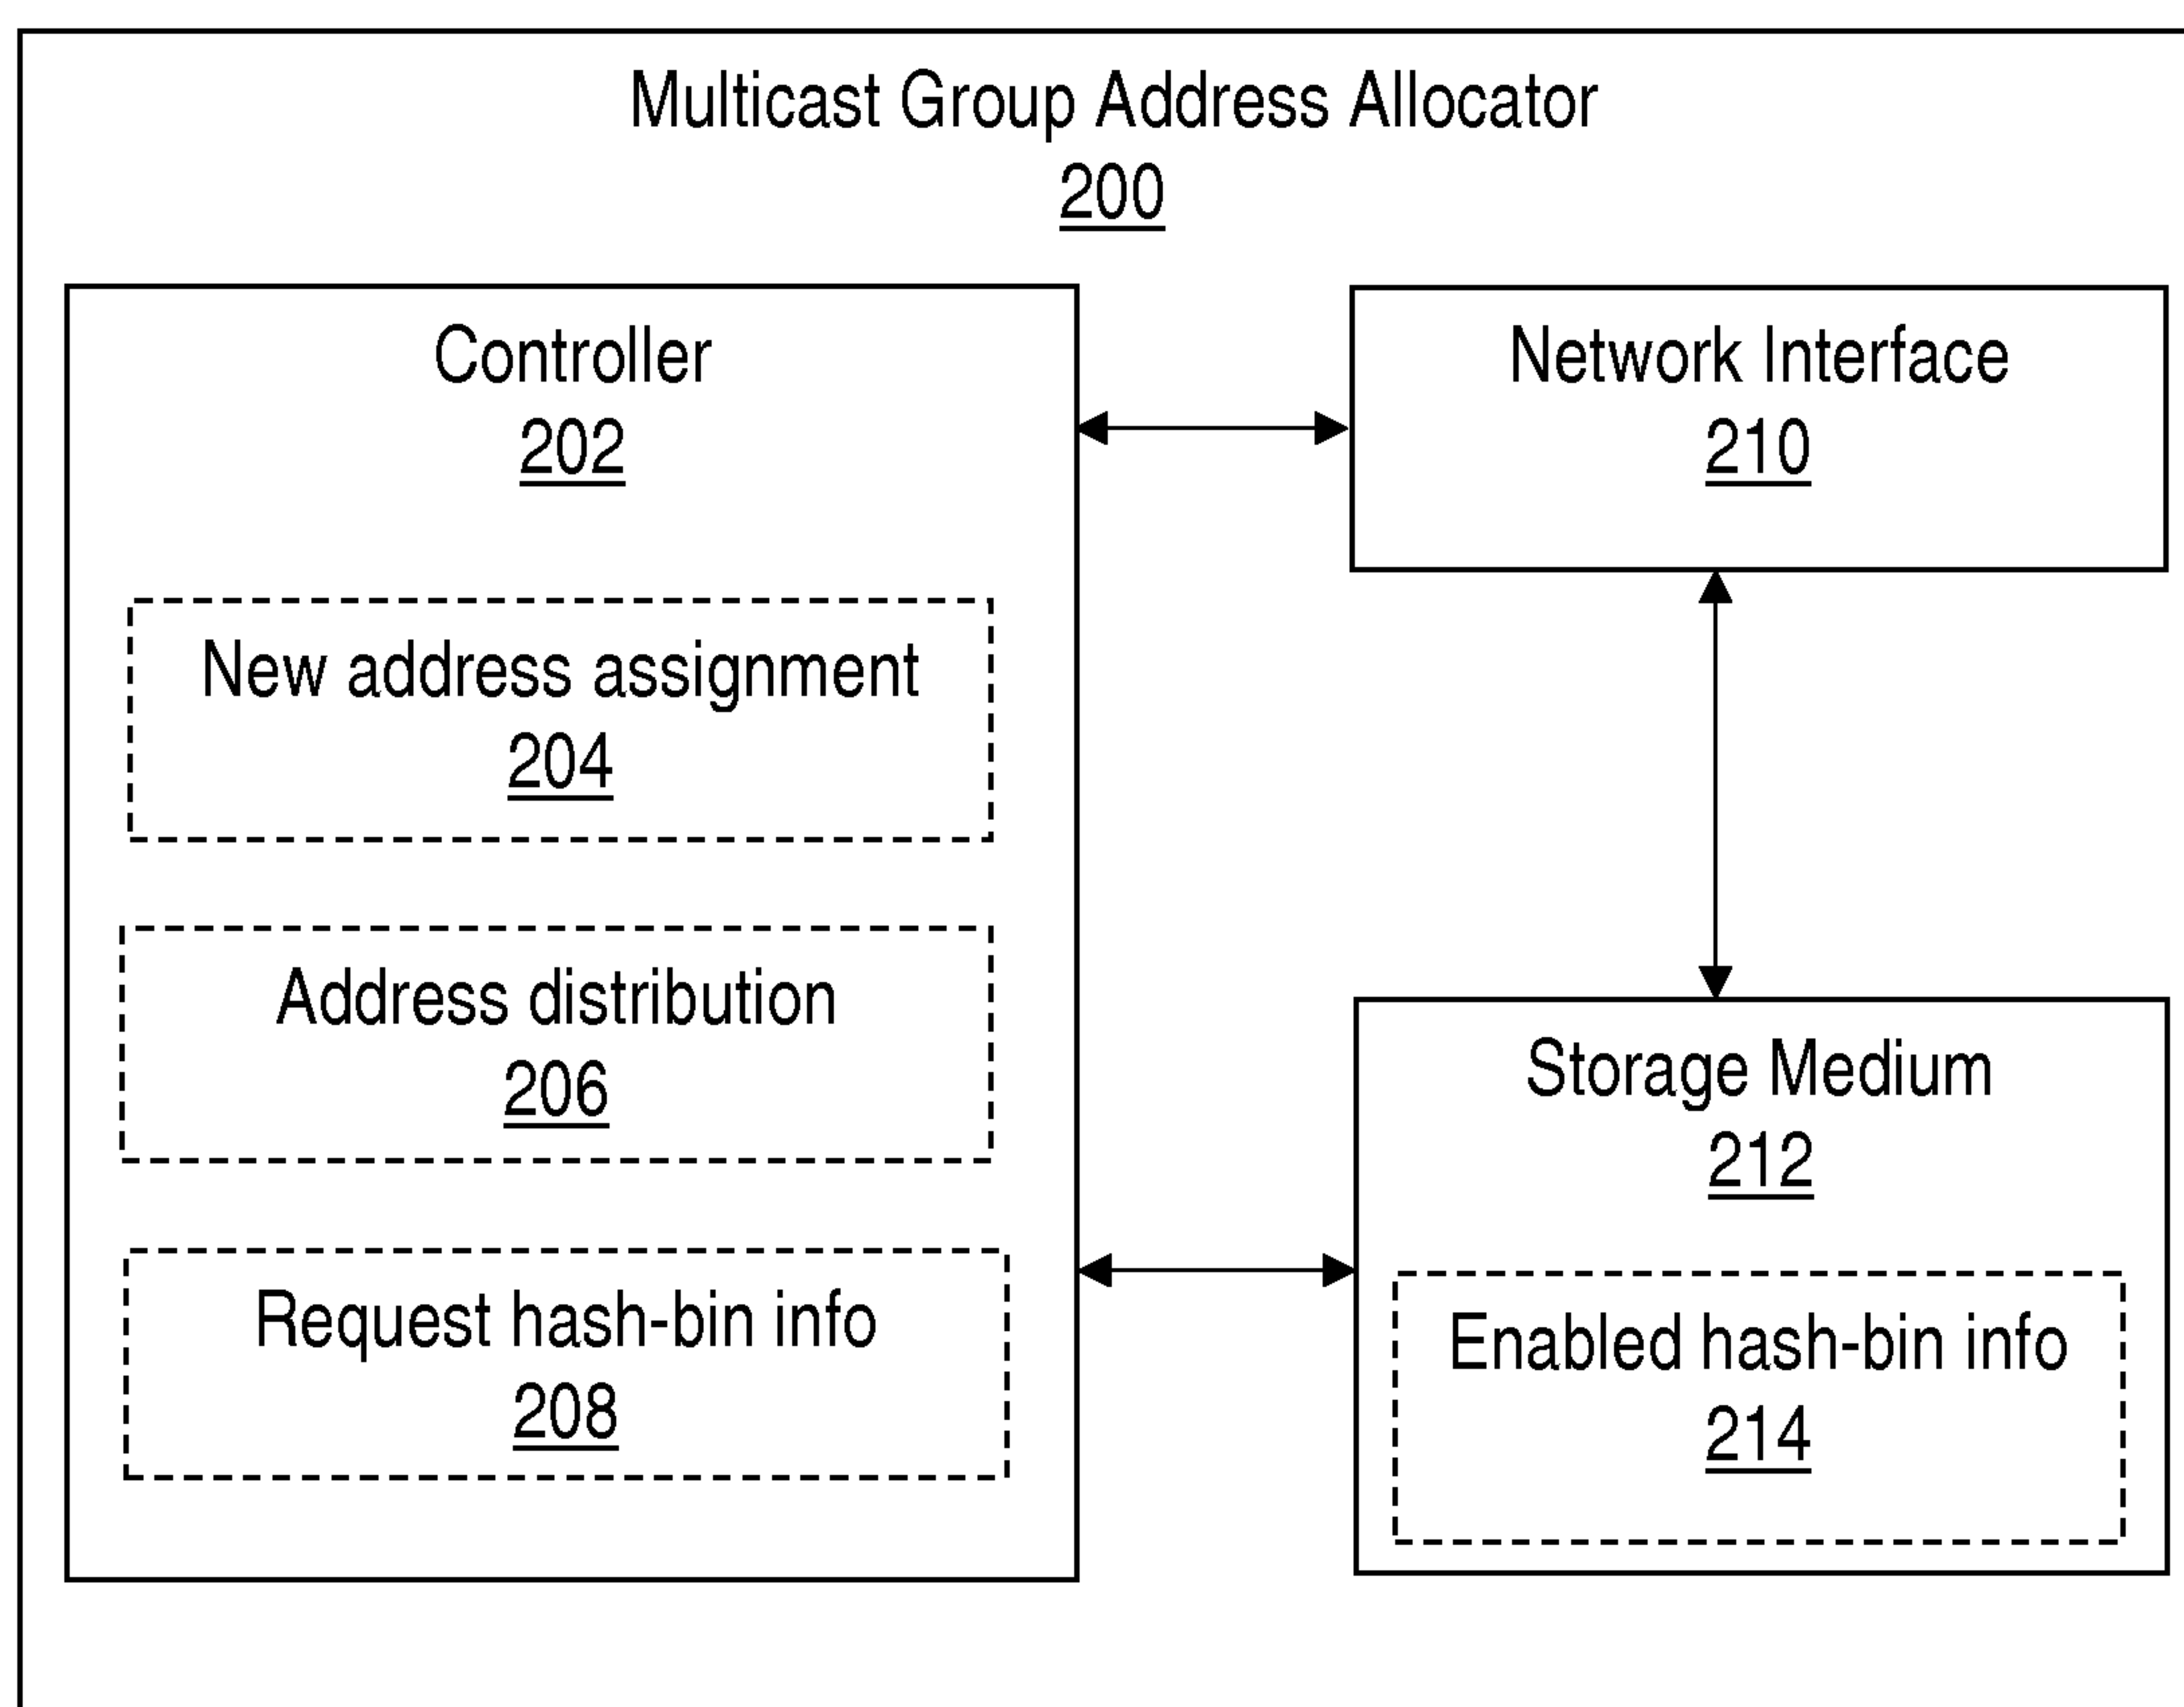 Multicast Group Address Allocator
200
Controller
202
New address assignment
204
Address distribution
206
Request hash-bin info
208
Network Interface
210
Storage Medium
212
Enabled hash-bin info
214